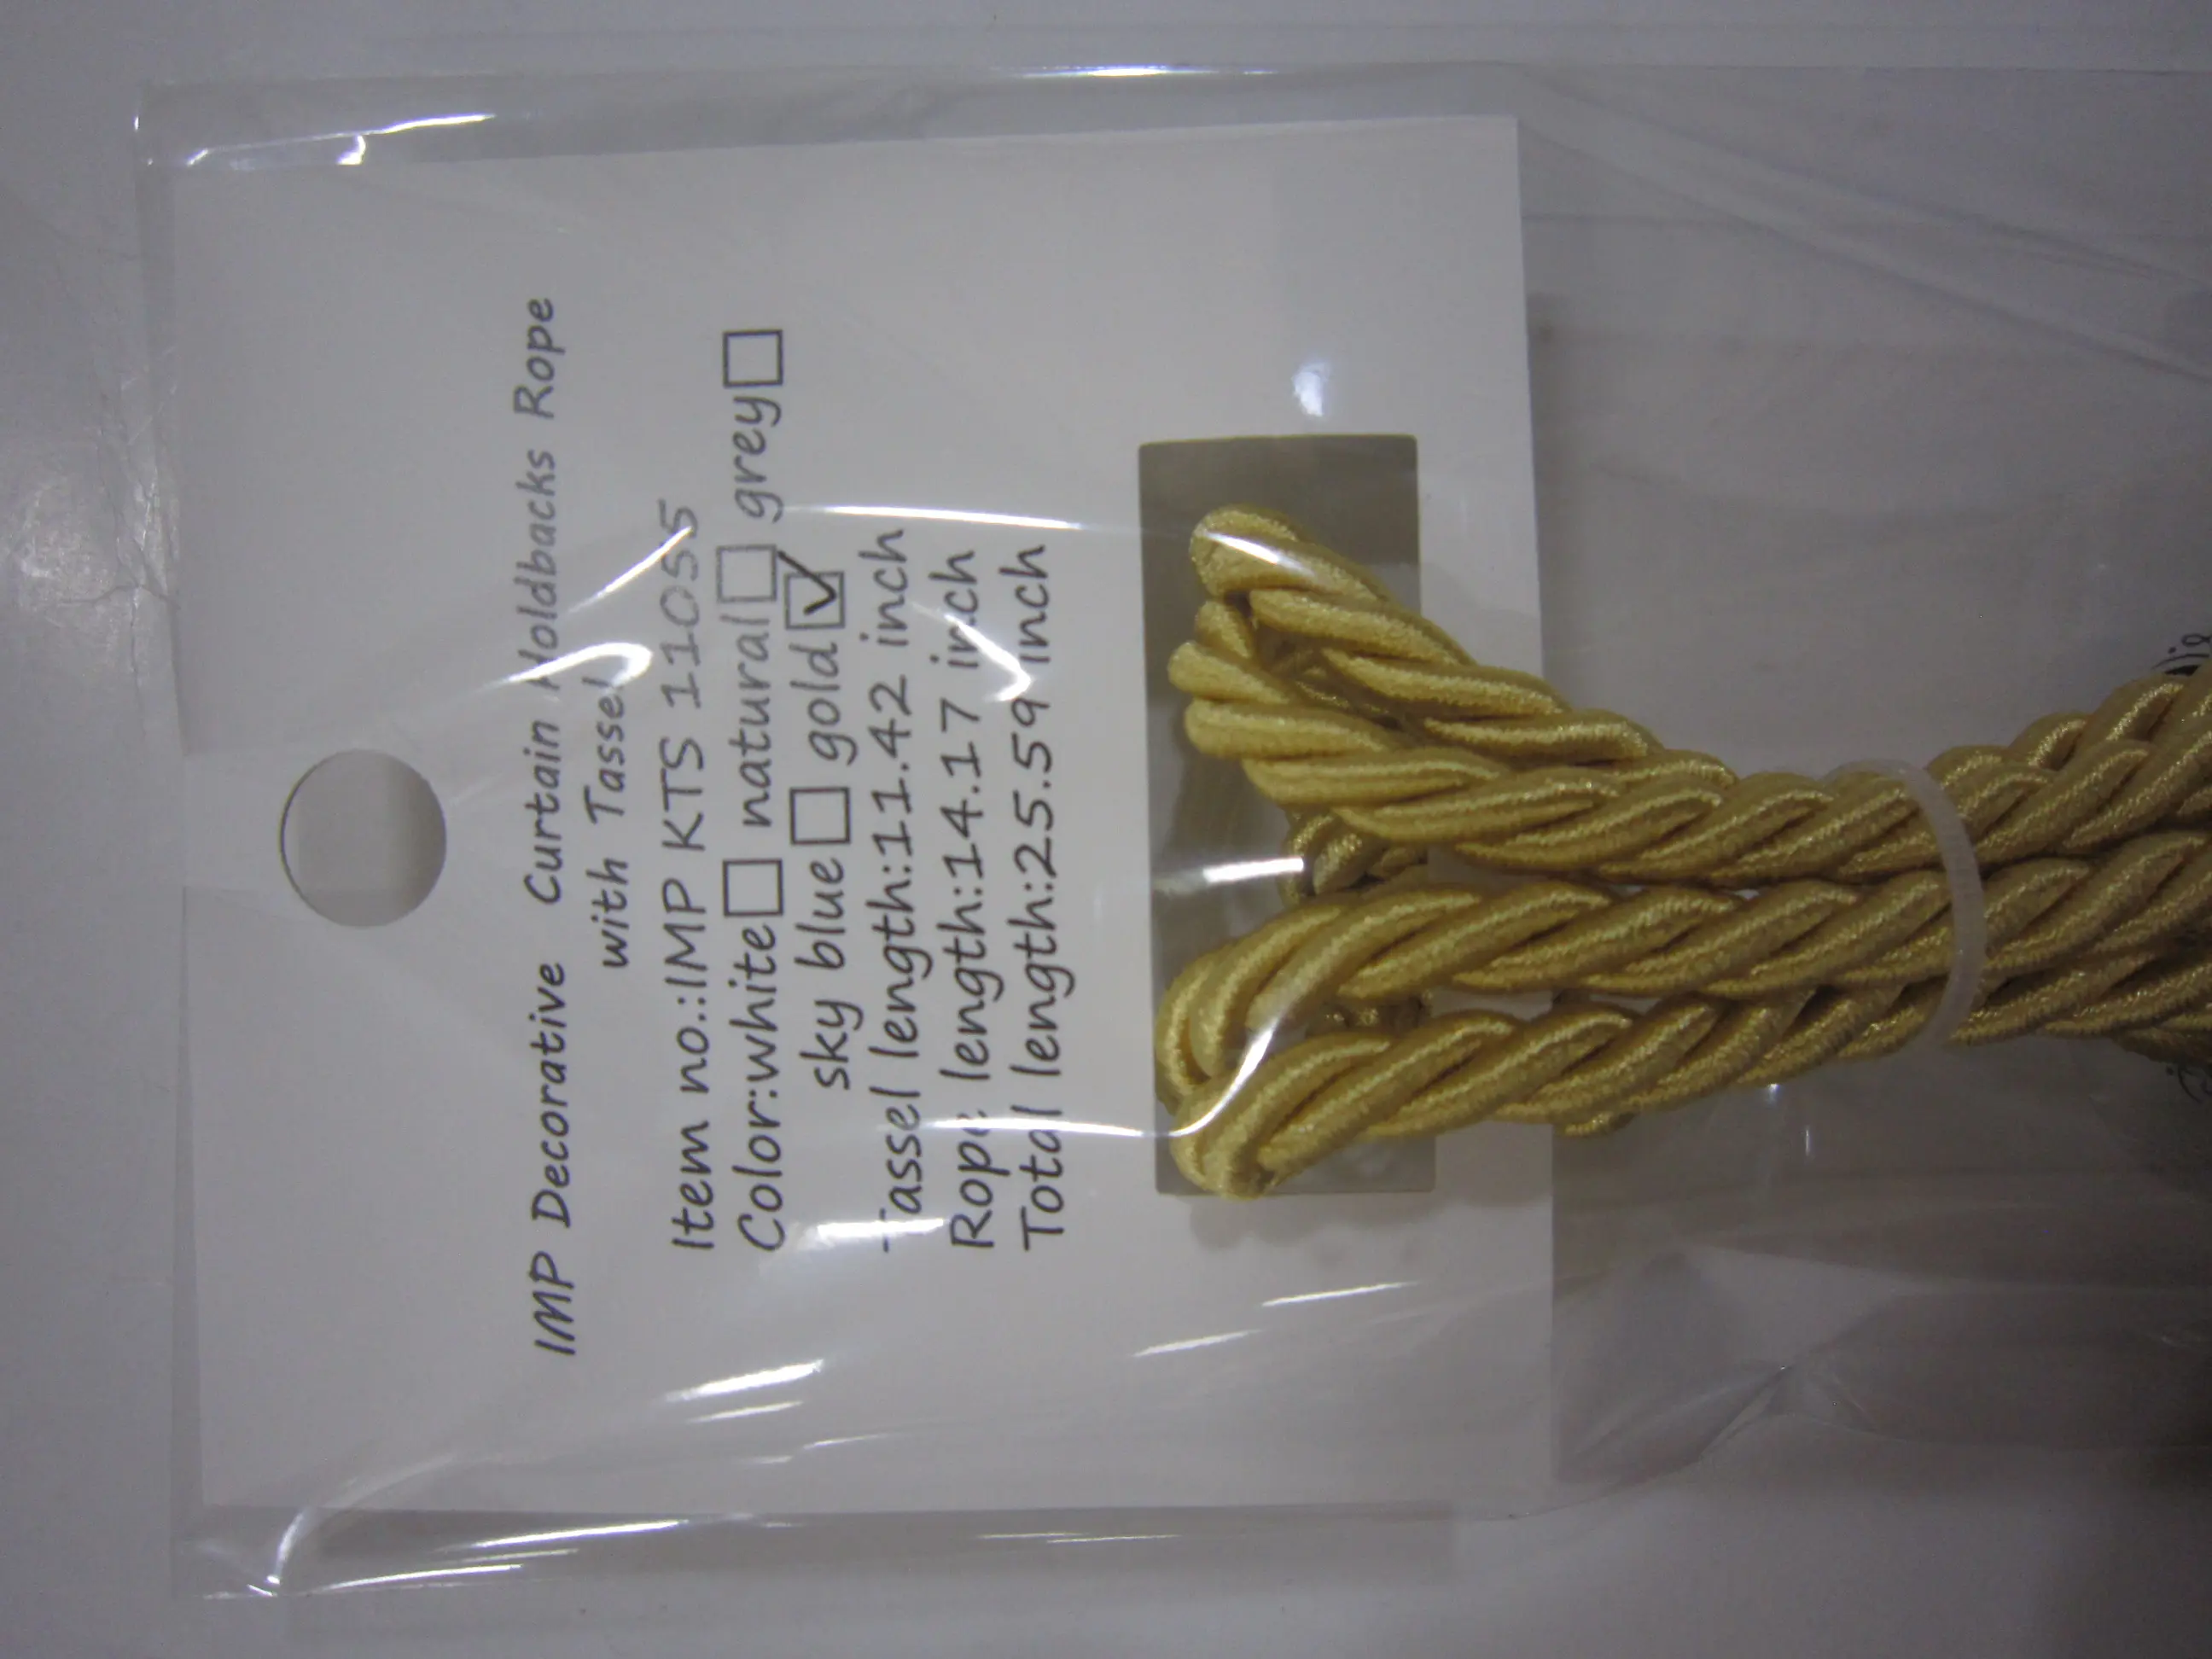 IMP Decorative Curtain Holdbacks Rope
with Tassel
Item no.:IMP KTS 11055
Color:white☐ natural☐ grey☐
sky blue☐ gold☑
Tassel length:11.42 inch
Rope length:14.17 inch
Total length:25.59 inch